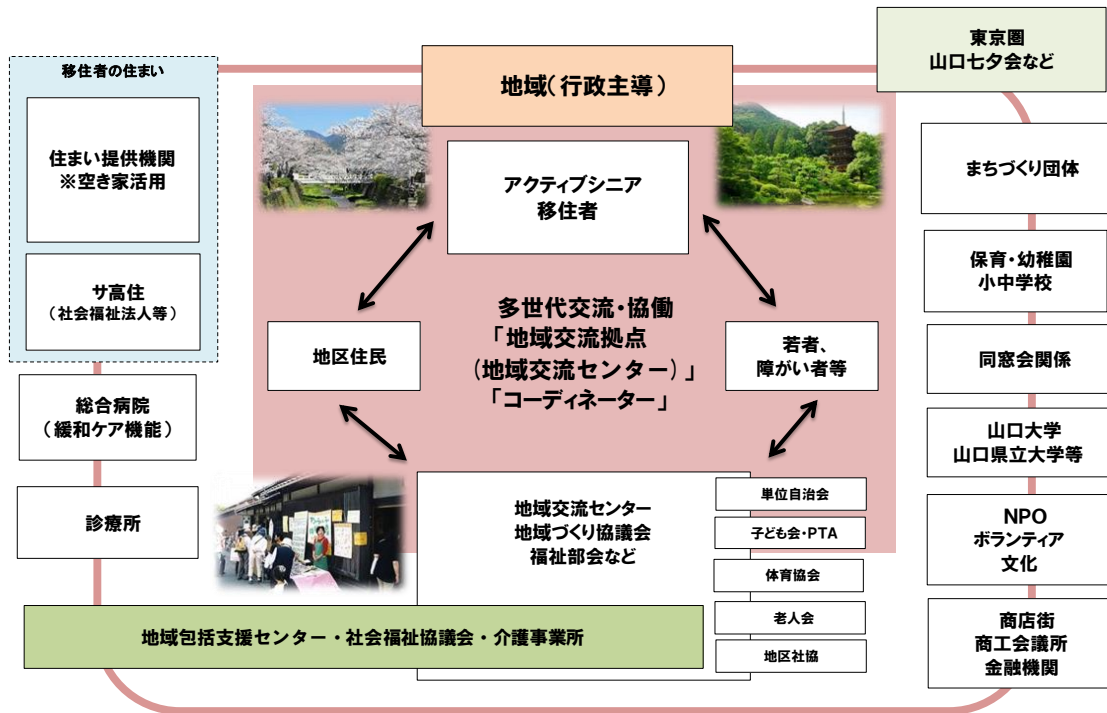 東京圏
山口七夕会など
移住者の住まい
地域(行政主導)
住まい提供機関
※空き家活用
サ高住
(社会福祉法人等)
総合病院
(緩和ケア機能)
診療所
アクティブシニア
移住者
多世代交流・協働
「地域交流拠点
(地域交流センター)」
「コーディネーター」
地区住民
若者、
障がい者等
地域交流センター
地域づくり協議会
福祉部会など
単位自治会
子ども会・PTA
体育協会
老人会
地区社協
地域包括支援センター・社会福祉協議会・介護事業所
まちづくり団体
保育・幼稚園
小中学校
同窓会関係
山口大学
山口県立大学等
NPO
ボランティア
文化
商店街
商工会議所
金融機関